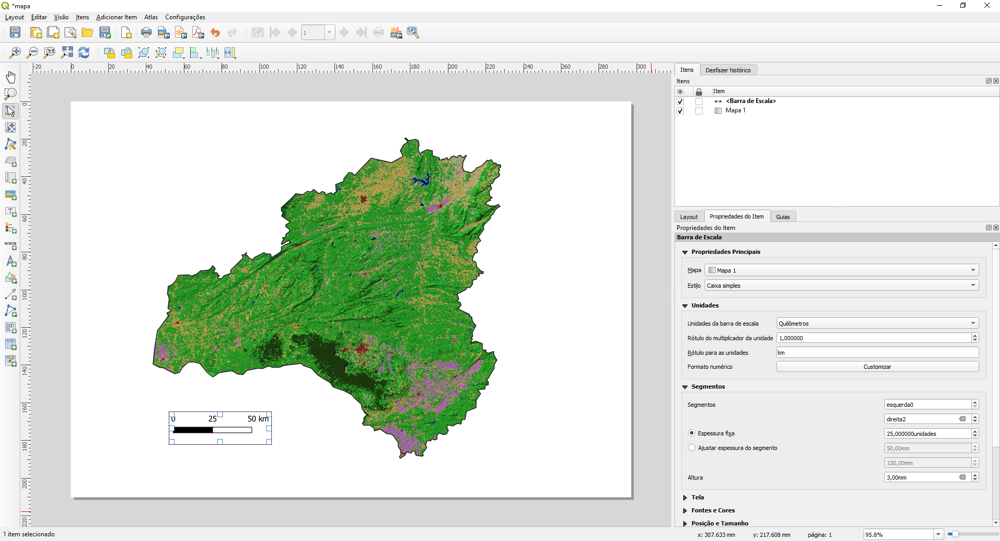 *mapa
Layout Editar Visão Itens Adicionar Item Atlas Configurações
1
1:1
-20 0 20 40 60 80 100 120 140 160 180 200 220 240 260 280 300
0 20 40 60 80 100 120 140 160 180 200 220
Itens Desfazer histórico
Itens
Item
<Barra de Escala>
Mapa 1
Layout Propriedades do Item Guias
Propriedades do Item
Barra de Escala
Propriedades Principais
Mapa Mapa 1
Estilo Caixa simples
Unidades
Unidades da barra de escala Quilômetros
Rótulo do multiplicador da unidade 1,000000
Rótulo para as unidades km
Formato numérico Customizar
Segmentos
Segmentos esquerda0
direita2
Espessura fixa 25,000000unidades
Ajustar espessura do segmento 50,00mm
150,00mm
Altura 3,00mm
Tela
Fontes e Cores
Posição e Tamanho
0 25 50 km
1 item selecionado x: 307.633 mm y: 217.608 mm página: 1 95.8%